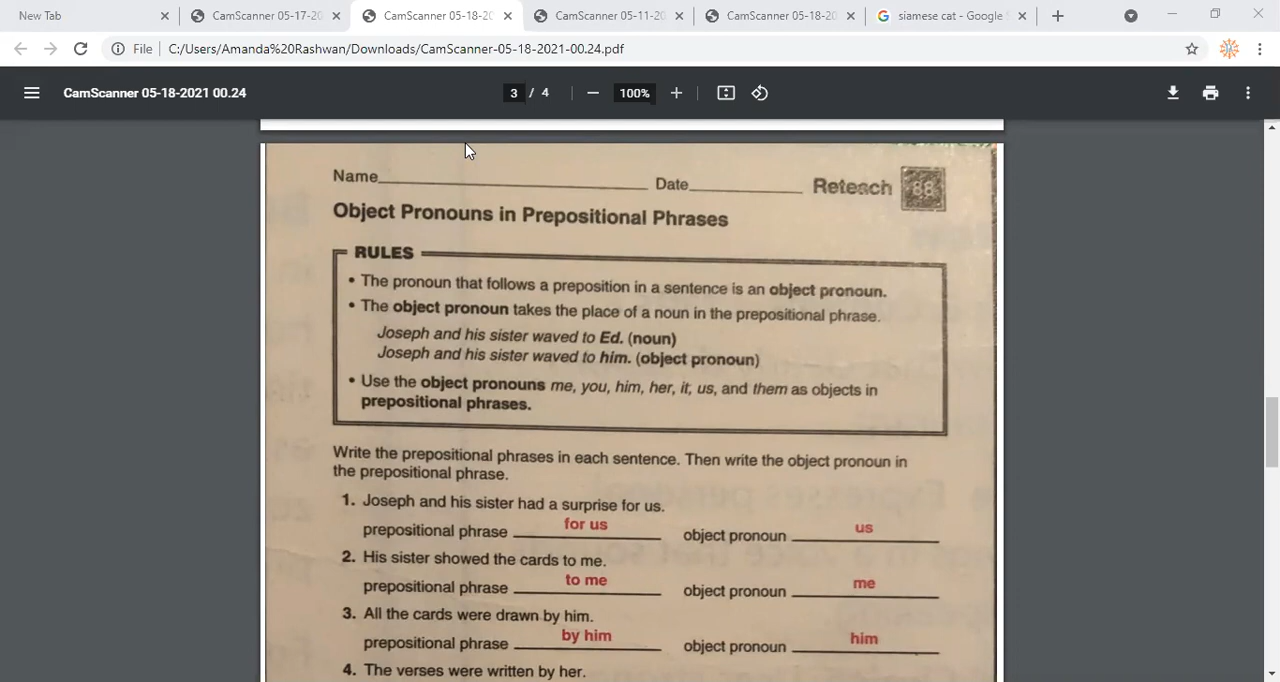 New Tab
CamScanner 05-17-20
CamScanner 05-18-20
CamScanner 05-11-20
CamScanner 05-18-20
siamese cat - Google
File C:/Users/Amanda%20Rashwan/Downloads/CamScanner-05-18-2021-00.24.pdf
CamScanner 05-18-2021 00.24
3 / 4
100%
Name Date Reteach 88
Object Pronouns in Prepositional Phrases
RULES
• The pronoun that follows a preposition in a sentence is an object pronoun.
• The object pronoun takes the place of a noun in the prepositional phrase.
Joseph and his sister waved to Ed. (noun)
Joseph and his sister waved to him. (object pronoun)
• Use the object pronouns me, you, him, her, it, us, and them as objects in
prepositional phrases.
Write the prepositional phrases in each sentence. Then write the object pronoun in
the prepositional phrase.
1. Joseph and his sister had a surprise for us.
prepositional phrase for us object pronoun us
2. His sister showed the cards to me.
prepositional phrase to me object pronoun me
3. All the cards were drawn by him.
prepositional phrase by him object pronoun him
4. The verses were written by her.